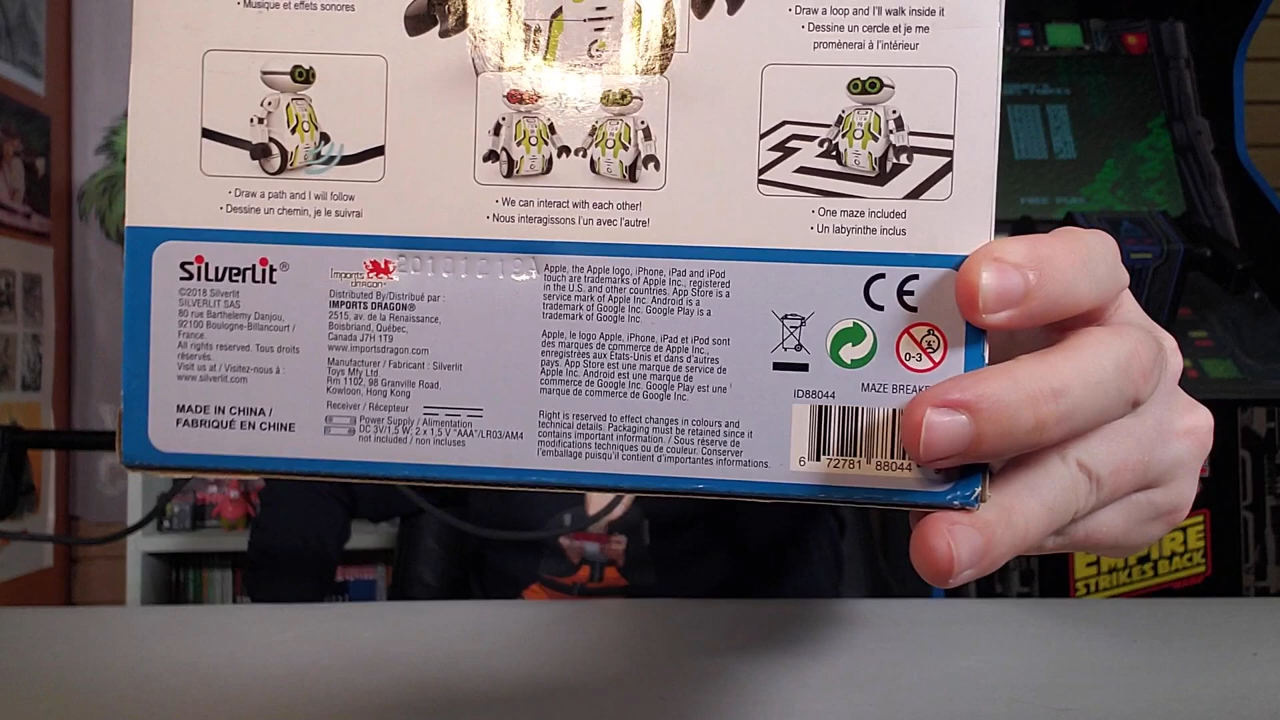 • Musique et effets sonores
• Draw a loop and I'll walk inside it
• Dessine un cercle et je me
promènerai à l'intérieur
• Draw a path and I will follow
• Dessine un chemin, je le suivrai
• We can interact with each other!
• Nous interagissons l'un avec l'autre!
• One maze included
• Un labyrinthe inclus
SiLverLit®
©2018 Silverlit
SILVERLIT SAS
80 rue Barthelemy Danjou,
92100 Boulogne-Billancourt /
France.
All rights reserved. Tous droits
réservés.
Visit us at / Visitez-nous à :
www.silverlit.com
MADE IN CHINA /
FABRIQUÉ EN CHINE
Imports
dragon®
Distributed By/Distribué par :
IMPORTS DRAGON®
2515, av. de la Renaissance,
Boisbriand, Québec,
Canada J7H 1T9
www.importsdragon.com
Manufacturer / Fabricant : Silverlit
Toys Mfy Ltd.
Rm 1102, 98 Granville Road,
Kowloon, Hong Kong
Receiver / Récepteur
Power Supply / Alimentation
DC 3V/1,5 W: 2 x 1,5 V "AAA"/LR03/AM4
not included / non incluses
Apple, the Apple logo, iPhone, iPad and iPod
touch are trademarks of Apple Inc., registered
in the U.S. and other countries. App Store is a
service mark of Apple Inc. Android is a
trademark of Google Inc. Google Play is a
trademark of Google Inc.
Apple, le logo Apple, iPhone, iPad et iPod sont
des marques de commerce de Apple Inc.,
enregistrées aux États-Unis et dans d'autres
pays. App Store est une marque de service de
Apple Inc. Android est une marque de
commerce de Google Inc. Google Play est une
marque de commerce de Google Inc.
Right is reserved to effect changes in colours and
technical details. Packaging must be retained since it
contains important information. / Sous réserve de
modifications techniques ou de couleur. Conserver
l'emballage puisqu'il contient d'importantes informations.
CE
0-3
ID88044 MAZE BREAK
6 72781 88044
EMPIRE
STRIKES BACK